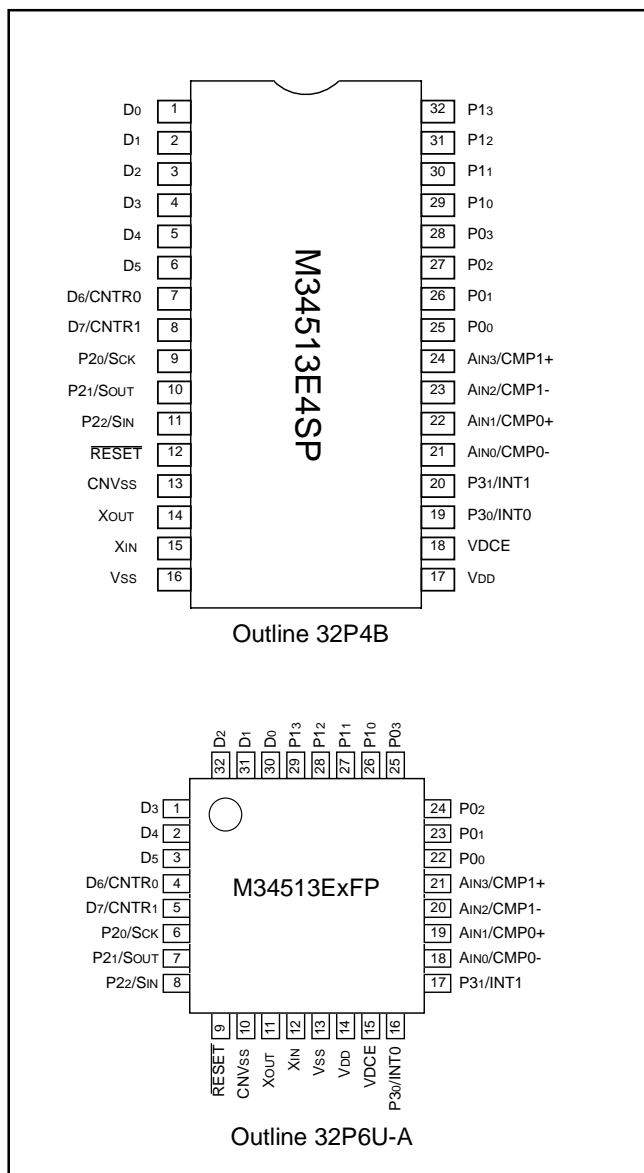 D0 1 32 P13
D1 2 31 P12
D2 3 30 P11
D3 4 29 P10
D4 5 28 P03
D5 6 27 P02
D6/CNTR0 7 26 P01
D7/CNTR1 8 25 P00
P20/SCK 9 24 AIN3/CMP1+
P21/SOUT 10 23 AIN2/CMP1-
P22/SIN 11 22 AIN1/CMP0+
RESET 12 21 AIN0/CMP0-
CNVSS 13 20 P31/INT1
XOUT 14 19 P30/INT0
XIN 15 18 VDCE
VSS 16 17 VDD
M34513E4SP
Outline 32P4B
D2 D1 D0 P13 P12 P11 P10 P03
32 31 30 29 28 27 26 25
D3 1 24 P02
D4 2 23 P01
D5 3 22 P00
D6/CNTR0 4 21 AIN3/CMP1+
D7/CNTR1 5 20 AIN2/CMP1-
P20/SCK 6 19 AIN1/CMP0+
P21/SOUT 7 18 AIN0/CMP0-
P22/SIN 8 17 P31/INT1
M34513ExFP
9 10 11 12 13 14 15 16
RESET CNVSS XOUT XIN VSS VDD VDCE P30/INT0
Outline 32P6U-A